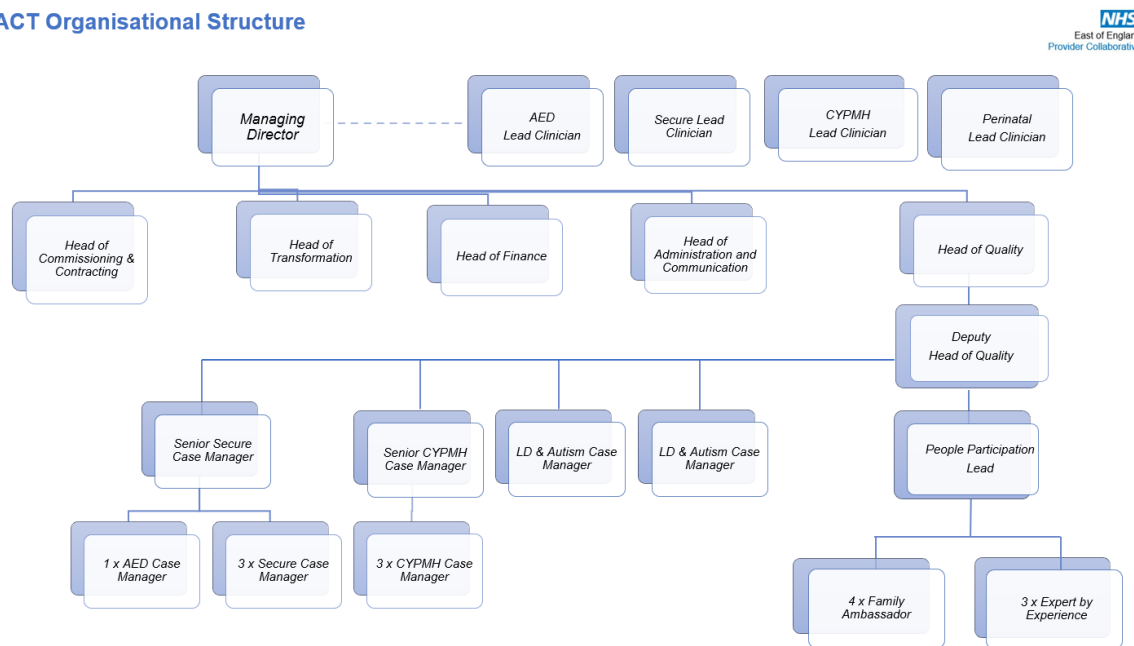 ACT Organisational Structure
NHS
East of England
Provider Collaborative
Managing
Director
AED
Lead Clinician
Secure Lead
Clinician
CYPMH
Lead Clinician
Perinatal
Lead Clinician
Head of
Commissioning &
Contracting
Head of
Transformation
Head of Finance
Head of
Administration and
Communication
Head of Quality
Deputy
Head of Quality
Senior Secure
Case Manager
Senior CYPMH
Case Manager
LD & Autism Case
Manager
LD & Autism Case
Manager
People Participation
Lead
1 x AED Case
Manager
3 x Secure Case
Manager
3 x CYPMH Case
Manager
4 x Family
Ambassador
3 x Expert by
Experience